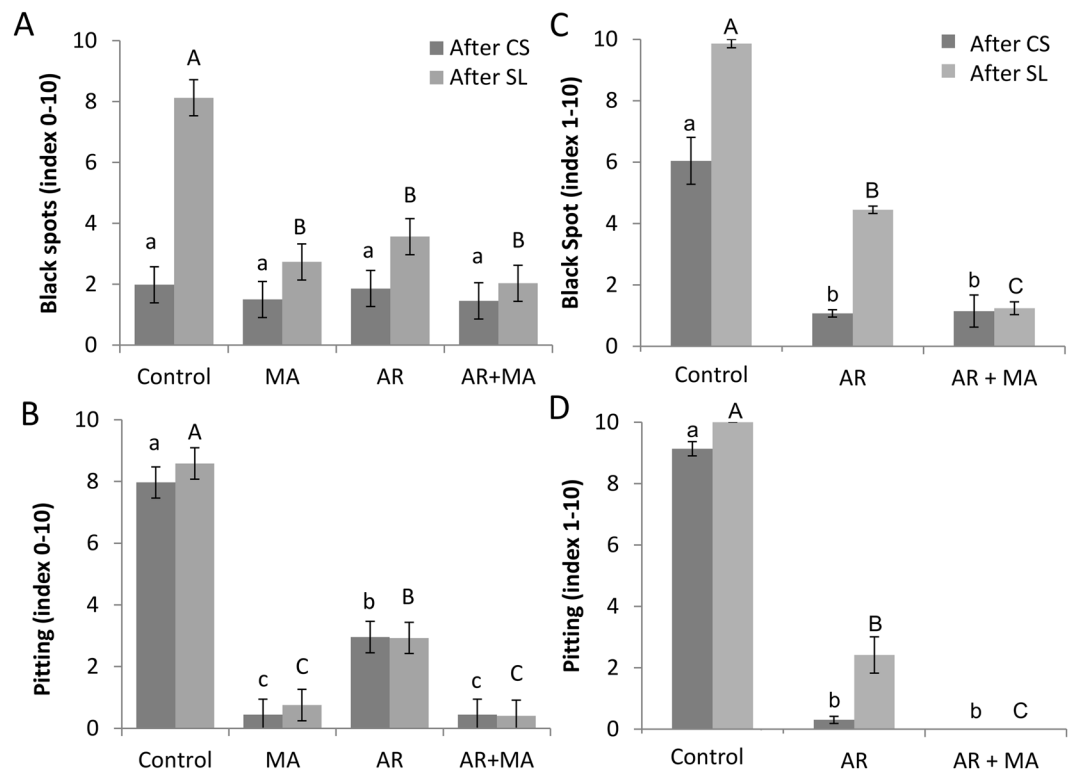 A
Black spots (index 0-10)
10
8
6
4
2
0
After CS
After SL
a
A
a
B
a
B
a
B
Control
MA
AR
AR+MA
C
Black Spot (index 1-10)
10
8
6
4
2
0
After CS
After SL
a
A
b
B
b
C
Control
AR
AR + MA
B
Pitting (index 0-10)
10
8
6
4
2
0
a
A
c
C
b
B
c
C
Control
MA
AR
AR+MA
D
Pitting (index 1-10)
10
8
6
4
2
0
a
A
b
B
b
C
Control
AR
AR + MA